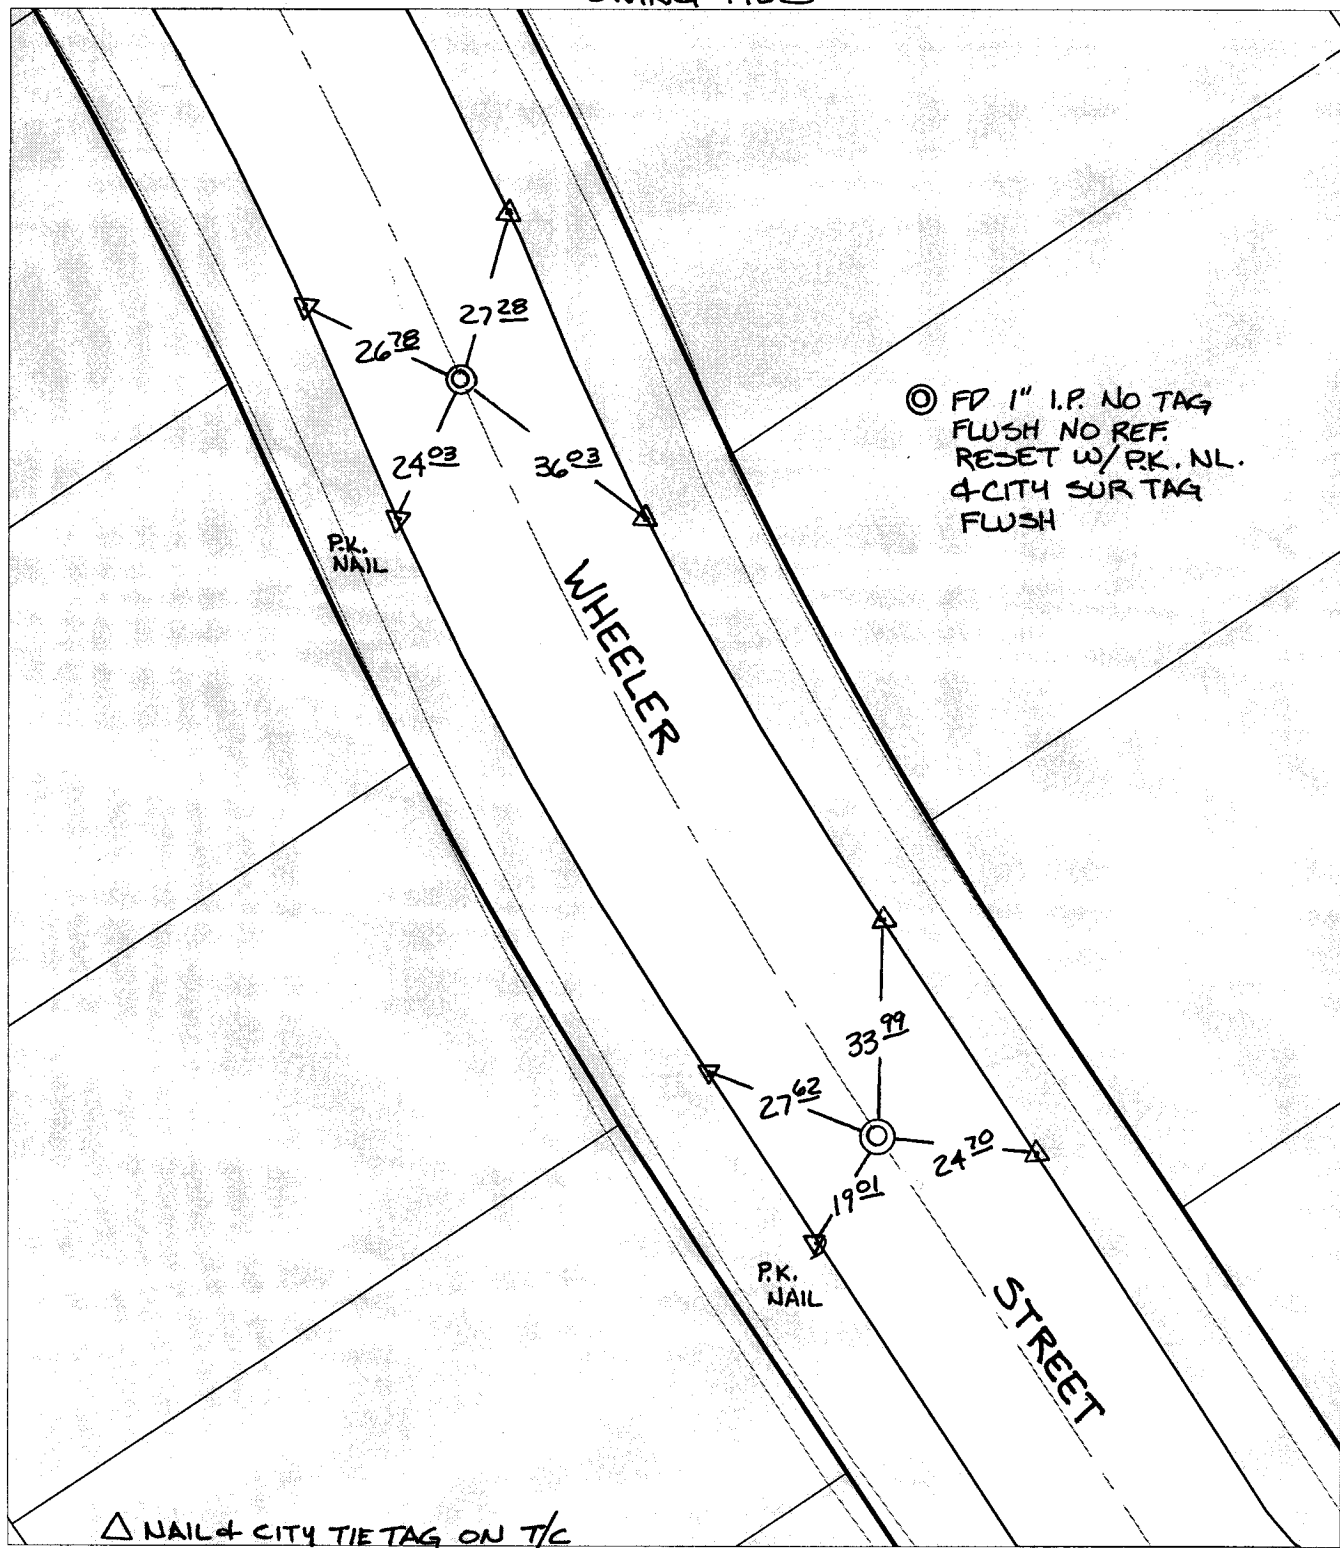 SWING TIES
27 28
26 78
◎ FD 1" I.P. NO TAG
FLUSH NO REF.
RESET W/ P.K. NL.
& CITY SUR TAG
FLUSH
24 03
36 03
P.K.
NAIL
WHEELER
33 99
27 62
24 70
19 01
P.K.
NAIL
STREET
△ NAIL & CITY TIE TAG ON T/C